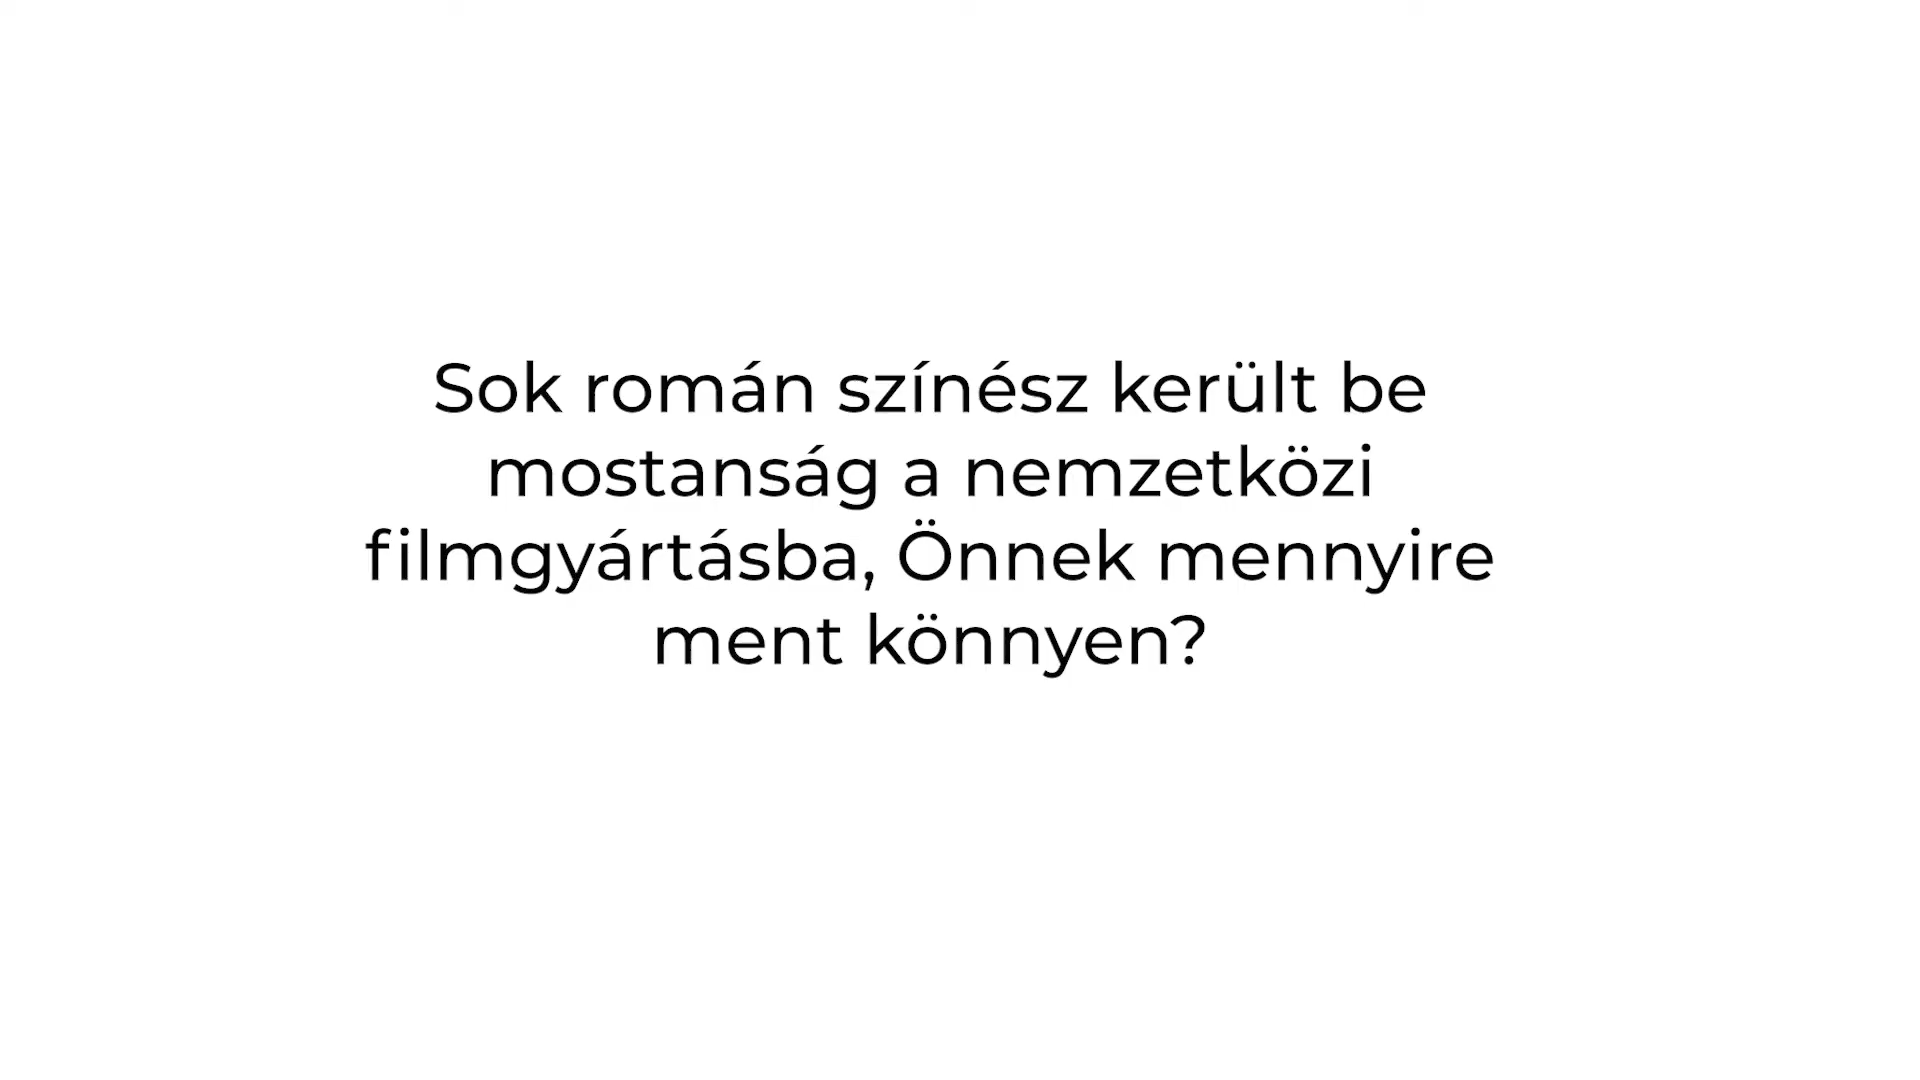 Sok román színész került be
mostanság a nemzetközi
filmgyártásba, Önnek mennyire
ment könnyen?